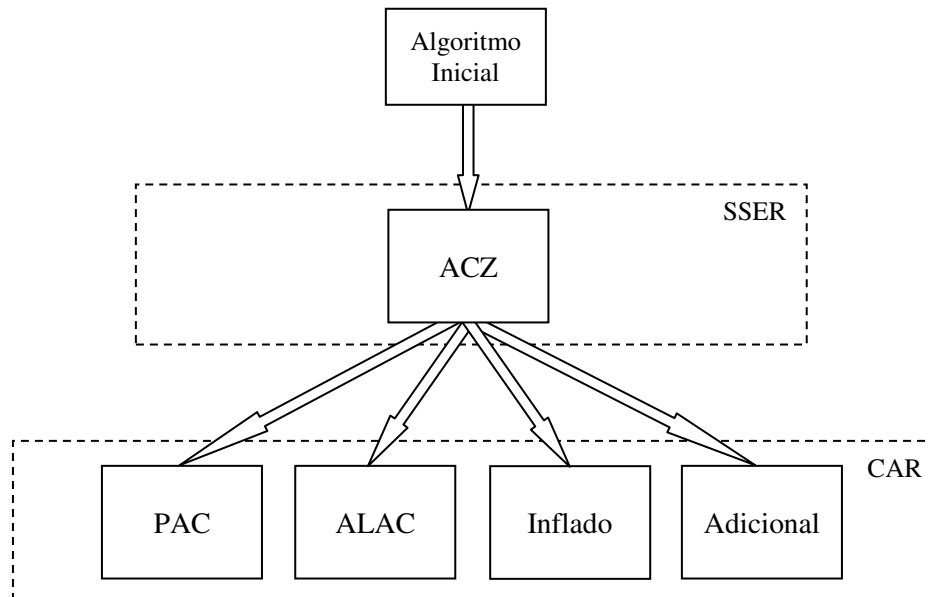 Algoritmo
Inicial
SSER
ACZ
CAR
PAC
ALAC
Inflado
Adicional